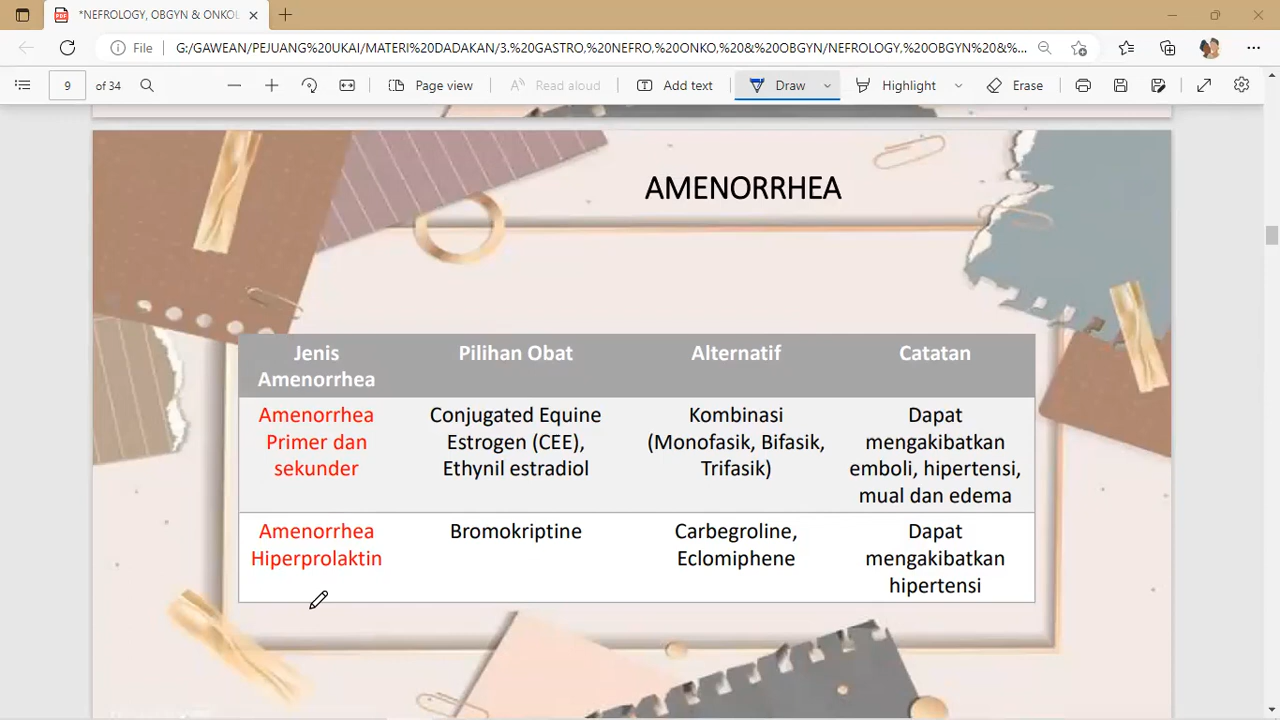 *NEFROLOGY, OBGYN & ONKOL
File
G:/GAWEAN/PEJUANG%20UKAI/MATERI%20DADAKAN/3.%20GASTRO,%20NEFRO,%20ONKO,%20&%20OBGYN/NEFROLOGY,%20OBGYN%20&%...
9 of 34
Page view
Read aloud
Add text
Draw
Highlight
Erase
AMENORRHEA
Jenis Amenorrhea
Pilihan Obat
Alternatif
Catatan
Amenorrhea
Primer dan
sekunder
Conjugated Equine
Estrogen (CEE),
Ethynil estradiol
Kombinasi
(Monofasik, Bifasik,
Trifasik)
Dapat
mengakibatkan
emboli, hipertensi,
mual dan edema
Amenorrhea
Hiperprolaktin
Bromokriptine
Carbegroline,
Eclomiphene
Dapat
mengakibatkan
hipertensi
*NEFROLOGY, OBGYN & ONKOL